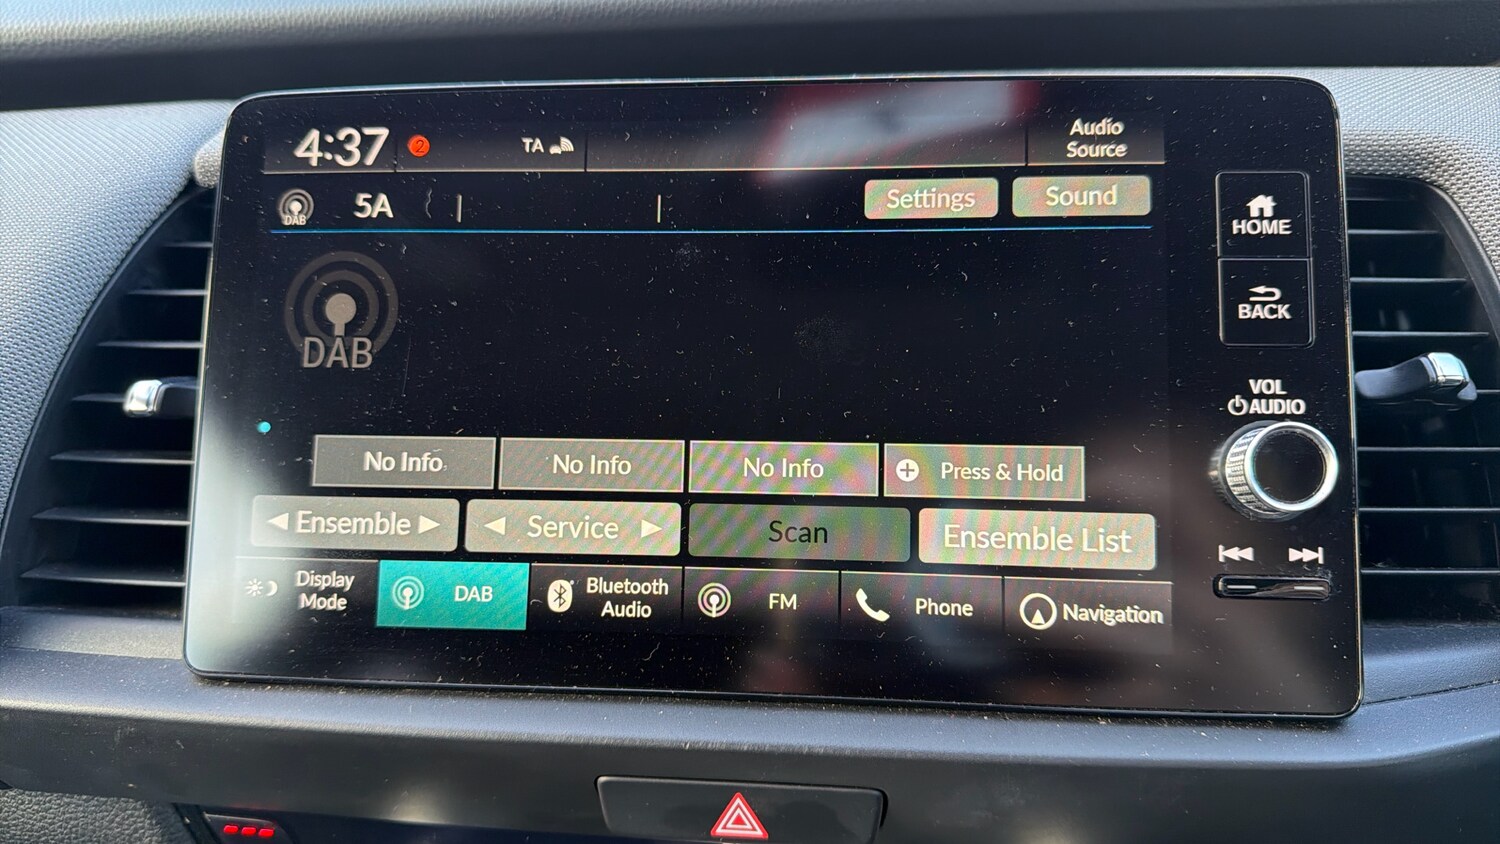 4:37 2 TA Audio
Source
DAB 5A Settings Sound
DAB
HOME
BACK
VOL
AUDIO
No Info No Info No Info Press & Hold
Ensemble Service Scan Ensemble List
Display
Mode
DAB
Bluetooth
Audio
FM
Phone
Navigation